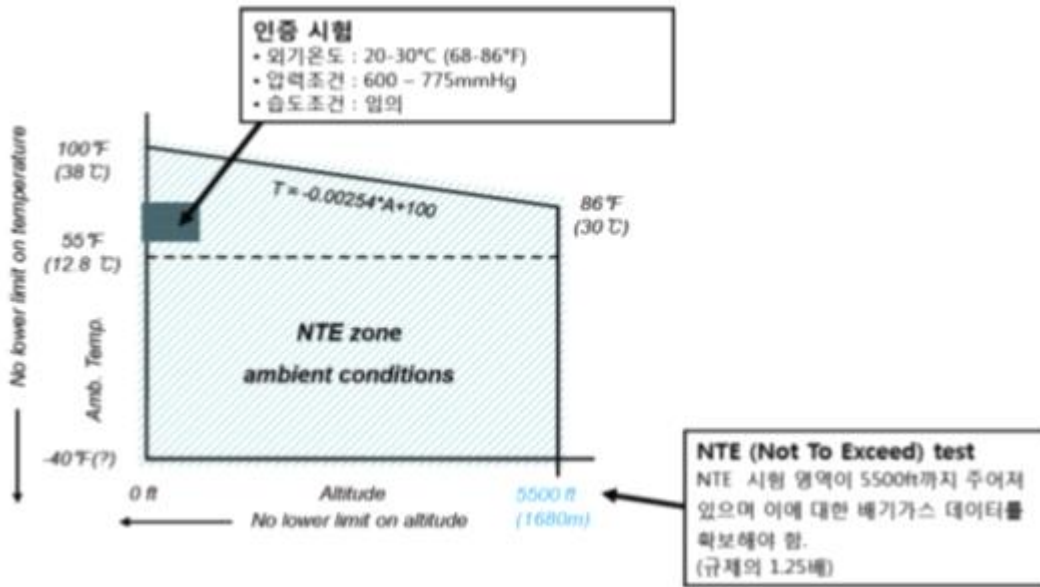 인증 시험
• 외기온도 : 20-30°C (68-86°F)
• 압력조건 : 600 – 775mmHg
• 습도조건 : 임의
100°F
(38℃)
T = -0.00254*A+100
86°F
(30℃)
55°F
(12.8 ℃)
No lower limit on temperature
Amb. Temp.
NTE zone
ambient conditions
-40°F(?)
0 ft
Altitude
5500 ft
(1680m)
No lower limit on altitude
NTE (Not To Exceed) test
NTE 시험 영역이 5500ft까지 주어져
있으며 이에 대한 배기가스 데이터를
확보해야 함.
(규제의 1.25배)